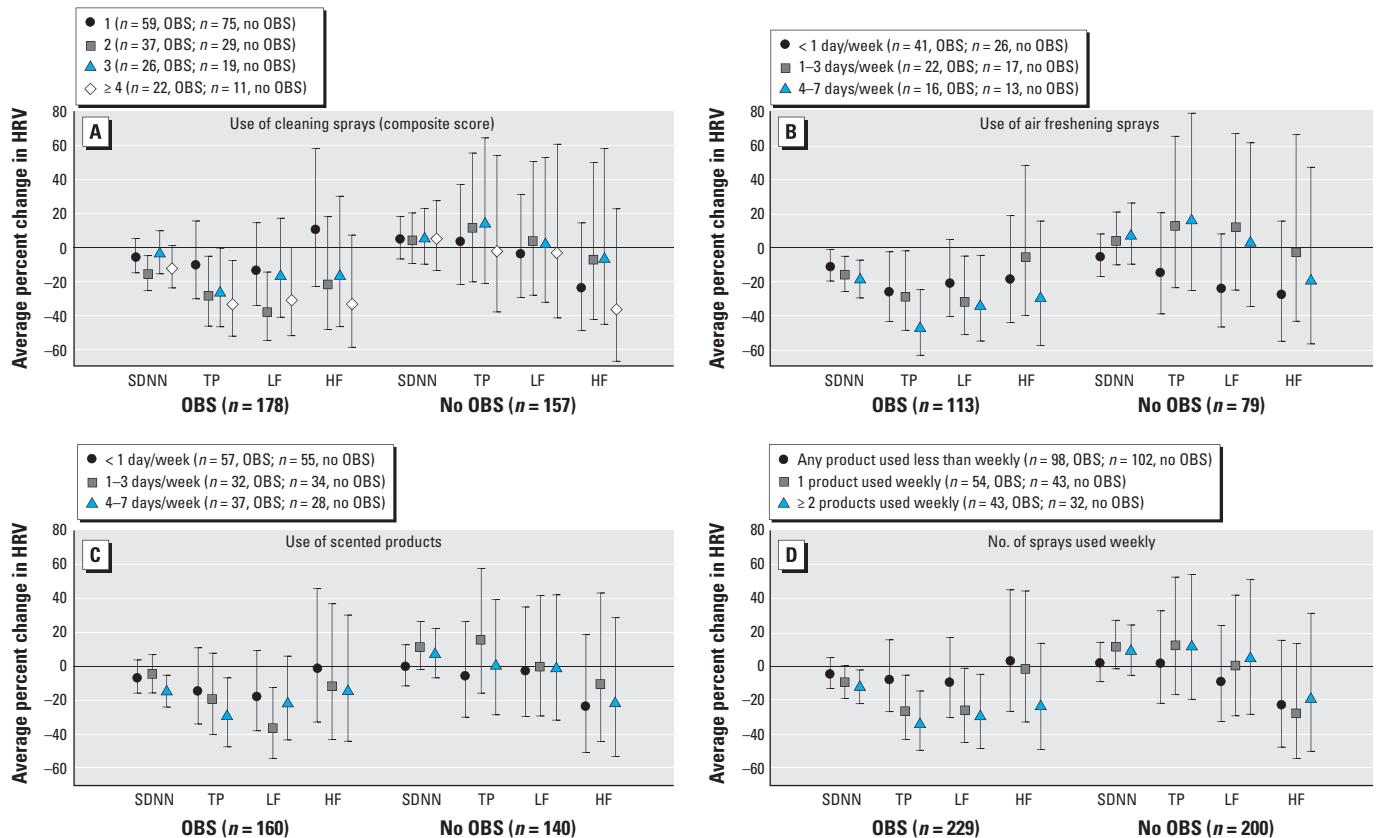 1 (n = 59, OBS; n = 75, no OBS)
2 (n = 37, OBS; n = 29, no OBS)
3 (n = 26, OBS; n = 19, no OBS)
≥ 4 (n = 22, OBS; n = 11, no OBS)
Average percent change in HRV
80
60
40
20
0
–20
–40
–60
A
Use of cleaning sprays (composite score)
SDNN TP LF HF SDNN TP LF HF
OBS (n = 178) No OBS (n = 157)
< 1 day/week (n = 41, OBS; n = 26, no OBS)
1–3 days/week (n = 22, OBS; n = 17, no OBS)
4–7 days/week (n = 16, OBS; n = 13, no OBS)
Average percent change in HRV
80
60
40
20
0
–20
–40
–60
B
Use of air freshening sprays
SDNN TP LF HF SDNN TP LF HF
OBS (n = 113) No OBS (n = 79)
< 1 day/week (n = 57, OBS; n = 55, no OBS)
1–3 days/week (n = 32, OBS; n = 34, no OBS)
4–7 days/week (n = 37, OBS; n = 28, no OBS)
Average percent change in HRV
80
60
40
20
0
–20
–40
–60
C
Use of scented products
SDNN TP LF HF SDNN TP LF HF
OBS (n = 160) No OBS (n = 140)
Any product used less than weekly (n = 98, OBS; n = 102, no OBS)
1 product used weekly (n = 54, OBS; n = 43, no OBS)
≥ 2 products used weekly (n = 43, OBS; n = 32, no OBS)
Average percent change in HRV
80
60
40
20
0
–20
–40
–60
D
No. of sprays used weekly
SDNN TP LF HF SDNN TP LF HF
OBS (n = 229) No OBS (n = 200)